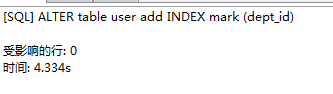 [SQL] ALTER table user add INDEX mark (dept_id)
受影响的行: 0
时间: 4.334s